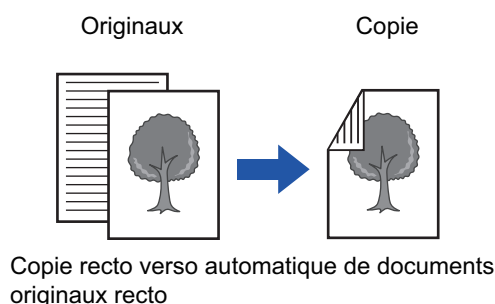 Originaux Copie
Copie recto verso automatique de documents
originaux recto